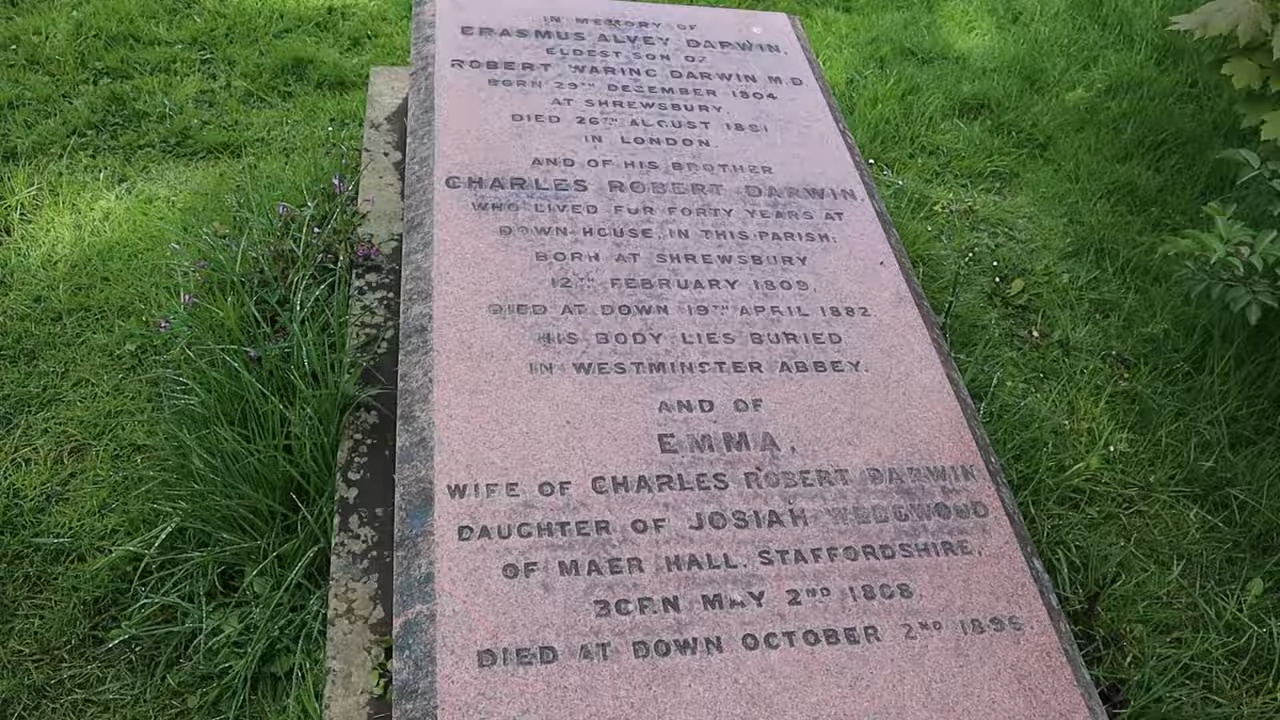 IN MEMORY OF
ERASMUS ALVEY DARWIN,
ELDEST SON OF
ROBERT WARING DARWIN M.D.
BORN 29TH DECEMBER 1804
AT SHREWSBURY,
DIED 26TH AUGUST 1881
IN LONDON.
AND OF HIS BROTHER
CHARLES ROBERT DARWIN
WHO LIVED FOR FORTY YEARS AT
DOWN HOUSE, IN THIS PARISH;
BORN AT SHREWSBURY
12TH FEBRUARY 1809,
DIED AT DOWN 19TH APRIL 1882.
HIS BODY LIES BURIED
IN WESTMINSTER ABBEY.
AND OF
EMMA,
WIFE OF CHARLES ROBERT DARWIN
DAUGHTER OF JOSIAH WEDGWOOD
OF MAER HALL, STAFFORDSHIRE,
BORN MAY 2ND 1808,
DIED AT DOWN OCTOBER 2ND 1896